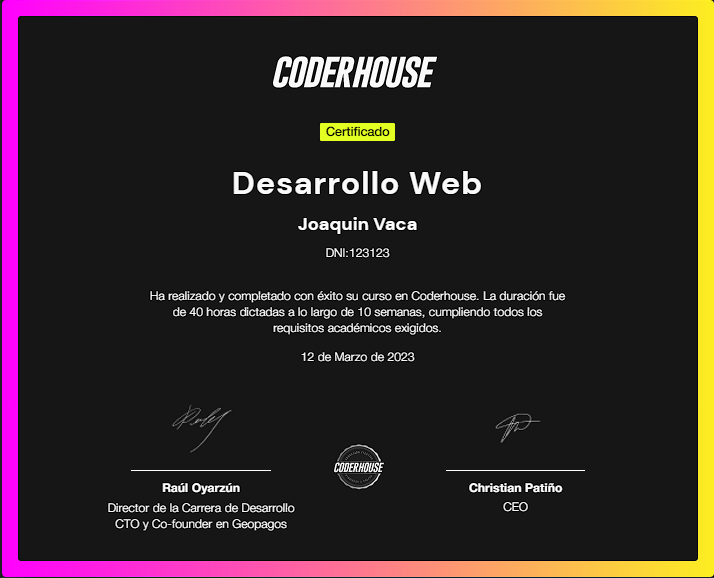 CODERHOUSE
Certificado
Desarrollo Web
Joaquin Vaca
DNI:123123
Ha realizado y completado con éxito su curso en Coderhouse. La duración fue
de 40 horas dictadas a lo largo de 10 semanas, cumpliendo todos los
requisitos académicos exigidos.
12 de Marzo de 2023
CODERHOUSE
Raúl Oyarzún
Director de la Carrera de Desarrollo
CTO y Co-founder en Geopagos
Christian Patiño
CEO